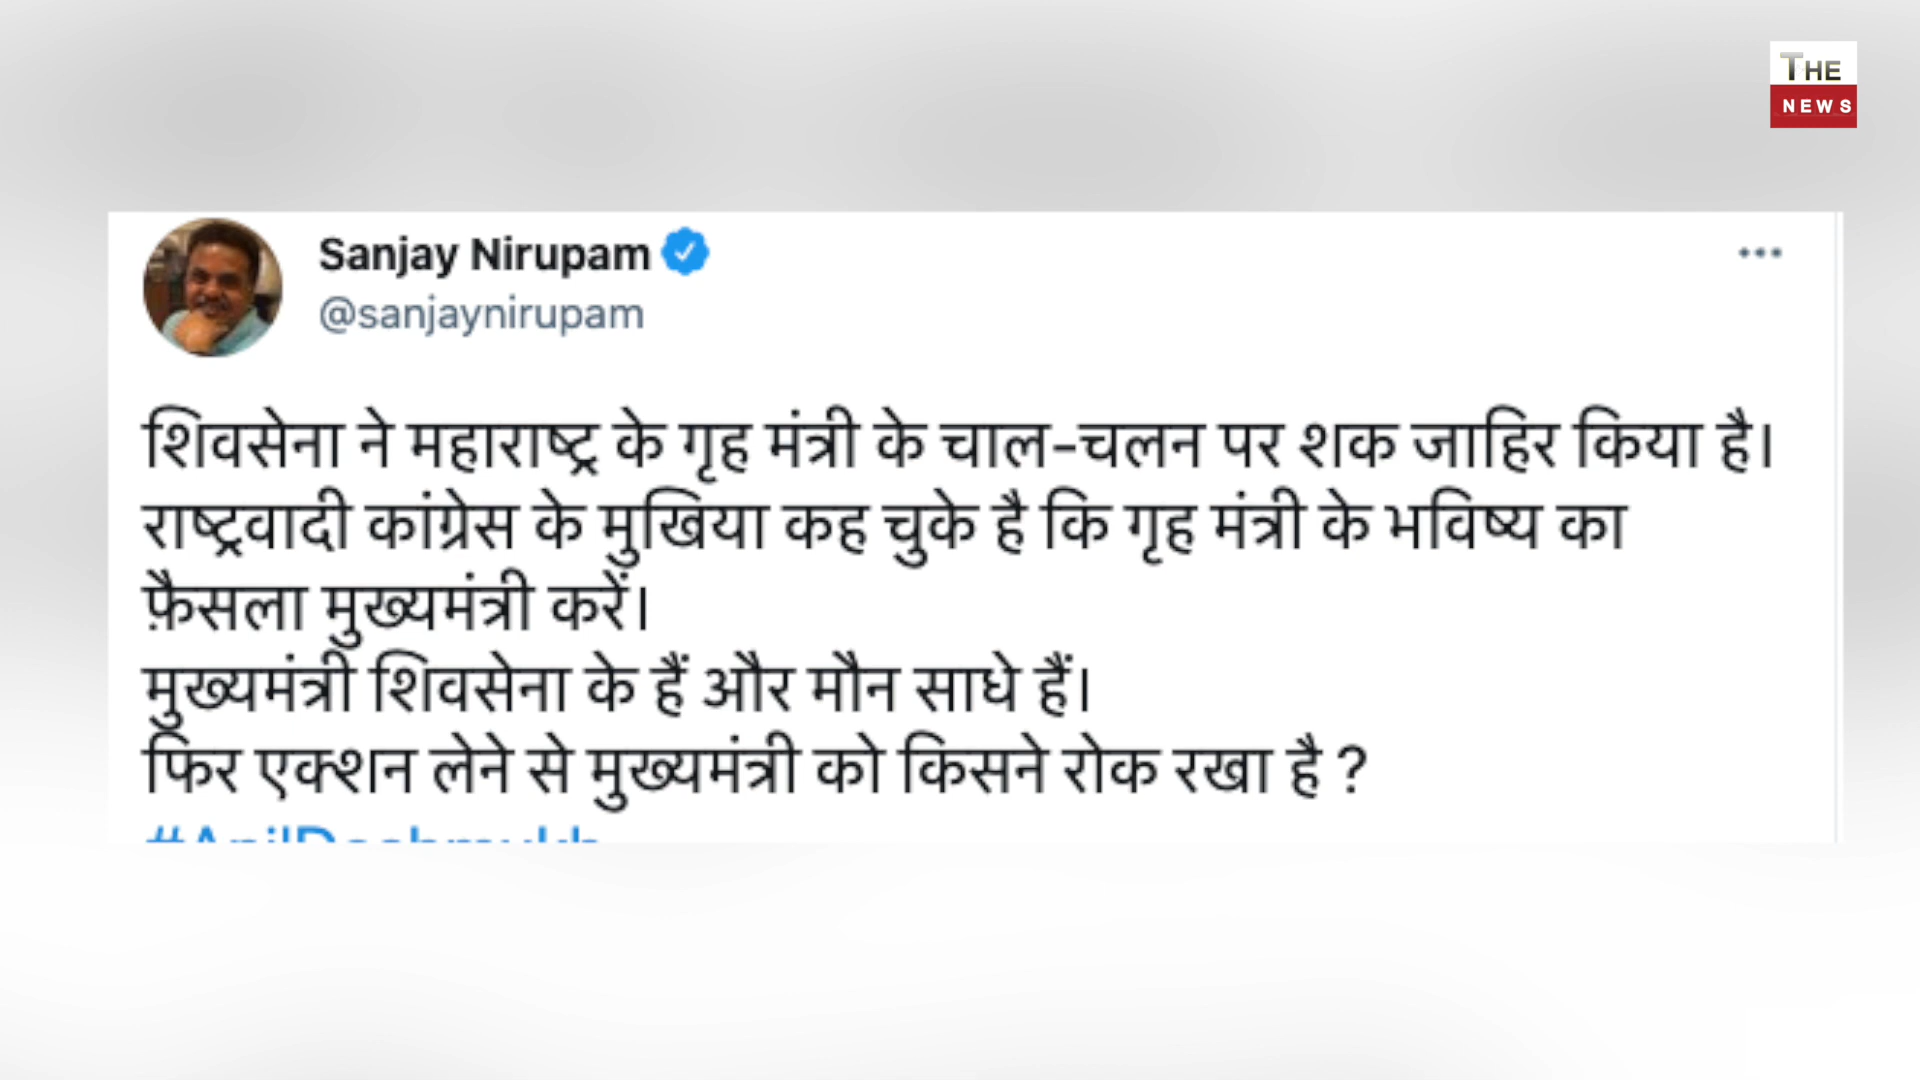 THE
NEWS
Sanjay Nirupam
@sanjaynirupam
शिवसेना ने महाराष्ट्र के गृह मंत्री के चाल-चलन पर शक जाहिर किया है।
राष्ट्रवादी कांग्रेस के मुखिया कह चुके है कि गृह मंत्री के भविष्य का
फ़ैसला मुख्यमंत्री करें।
मुख्यमंत्री शिवसेना के हैं और मौन साधे हैं।
फिर एक्शन लेने से मुख्यमंत्री को किसने रोक रखा है ?
#AnilDeshmukh